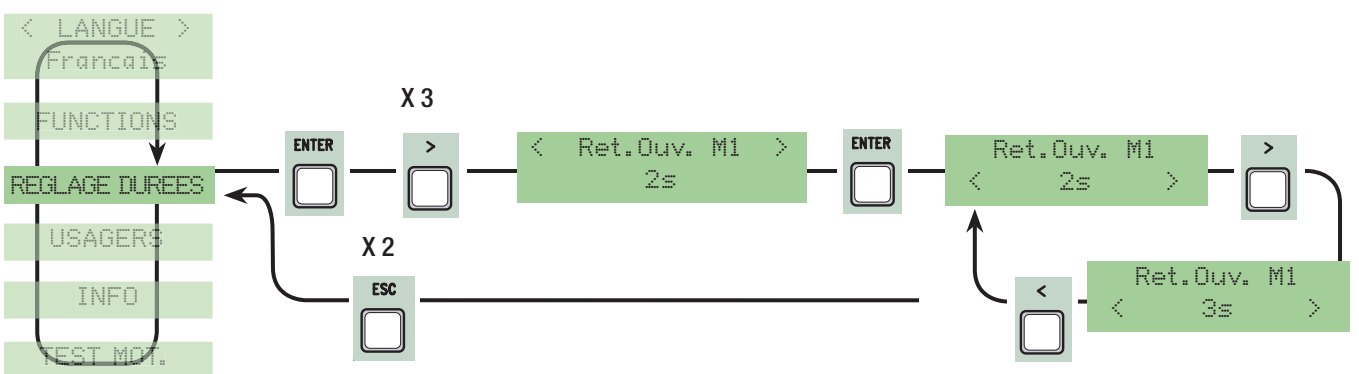 < LANGUE >
Francais
FUNCTIONS
REGLAGE DUREES
USAGERS
INFO
TEST MOT.
ENTER
X 3
>
< Ret.Ouv. M1 >
2s
ENTER
Ret.Ouv. M1
< 2s >
>
Ret.Ouv. M1
< 3s >
<
X 2
ESC